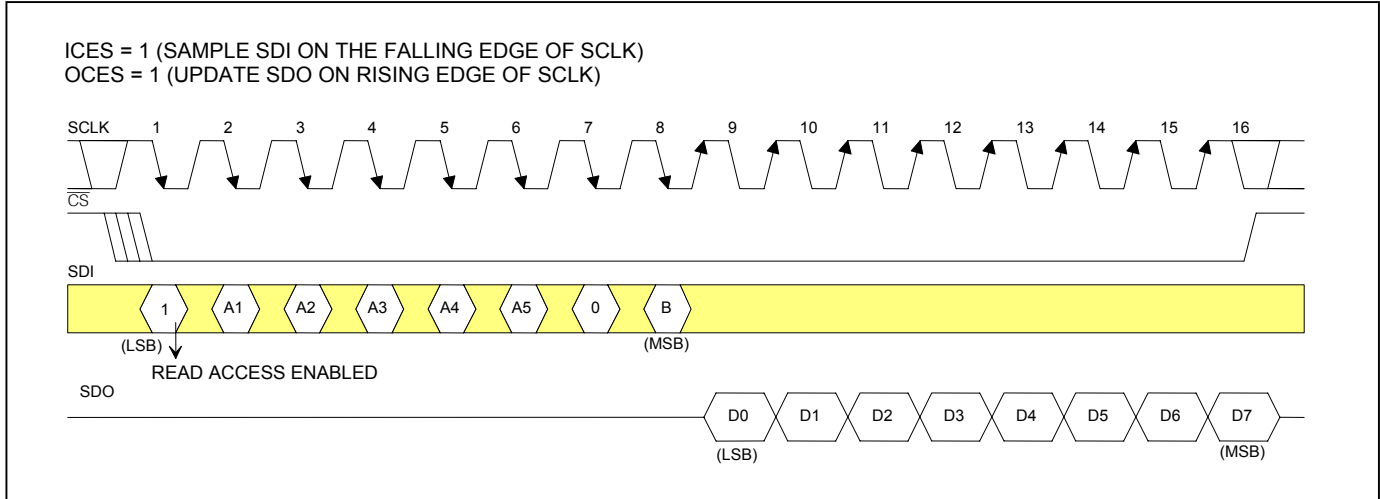 ICES = 1 (SAMPLE SDI ON THE FALLING EDGE OF SCLK)
OCES = 1 (UPDATE SDO ON RISING EDGE OF SCLK)
SCLK 1 2 3 4 5 6 7 8 9 10 11 12 13 14 15 16
CS
SDI
1 A1 A2 A3 A4 A5 0 B
(LSB) (MSB)
READ ACCESS ENABLED
SDO
D0 D1 D2 D3 D4 D5 D6 D7
(LSB) (MSB)